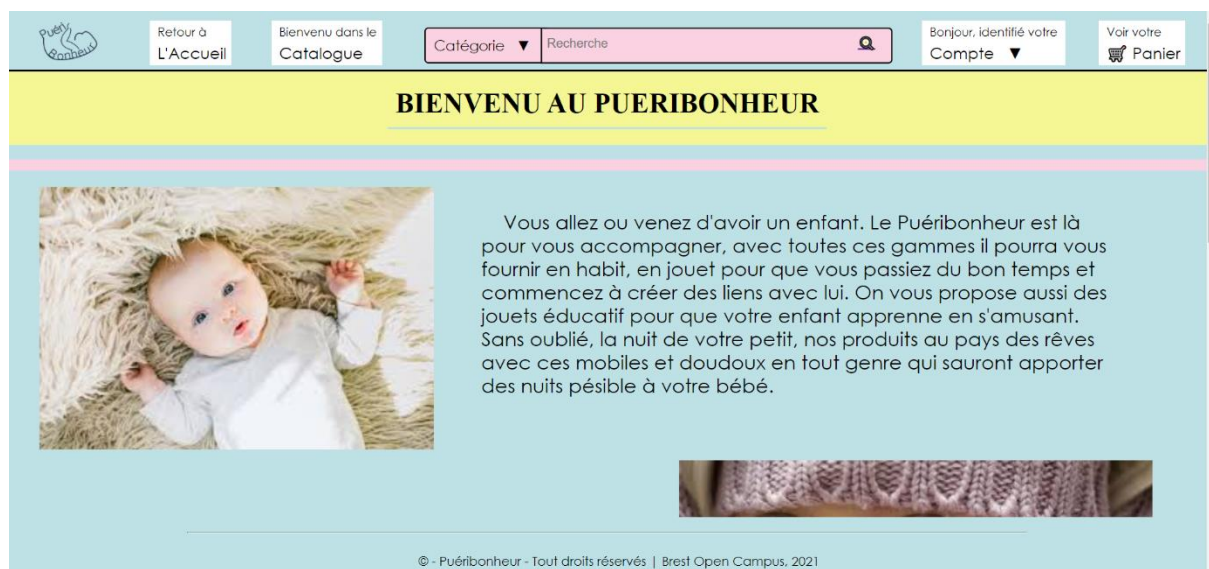 Puéry
Bonheur
Retour à
L'Accueil
Bienvenu dans le
Catalogue
Catégorie ▼
Recherche
Bonjour, identifié votre
Compte ▼
Voir votre
Panier
BIENVENU AU PUERIBONHEUR
Vous allez ou venez d'avoir un enfant. Le Puéribonheur est là
pour vous accompagner, avec toutes ces gammes il pourra vous
fournir en habit, en jouet pour que vous passiez du bon temps et
commencez à créer des liens avec lui. On vous propose aussi des
jouets éducatif pour que votre enfant apprenne en s'amusant.
Sans oublié, la nuit de votre petit, nos produits au pays des rêves
avec ces mobiles et doudoux en tout genre qui sauront apporter
des nuits pésible à votre bébé.
© - Puéribonheur - Tout droits réservés | Brest Open Campus, 2021